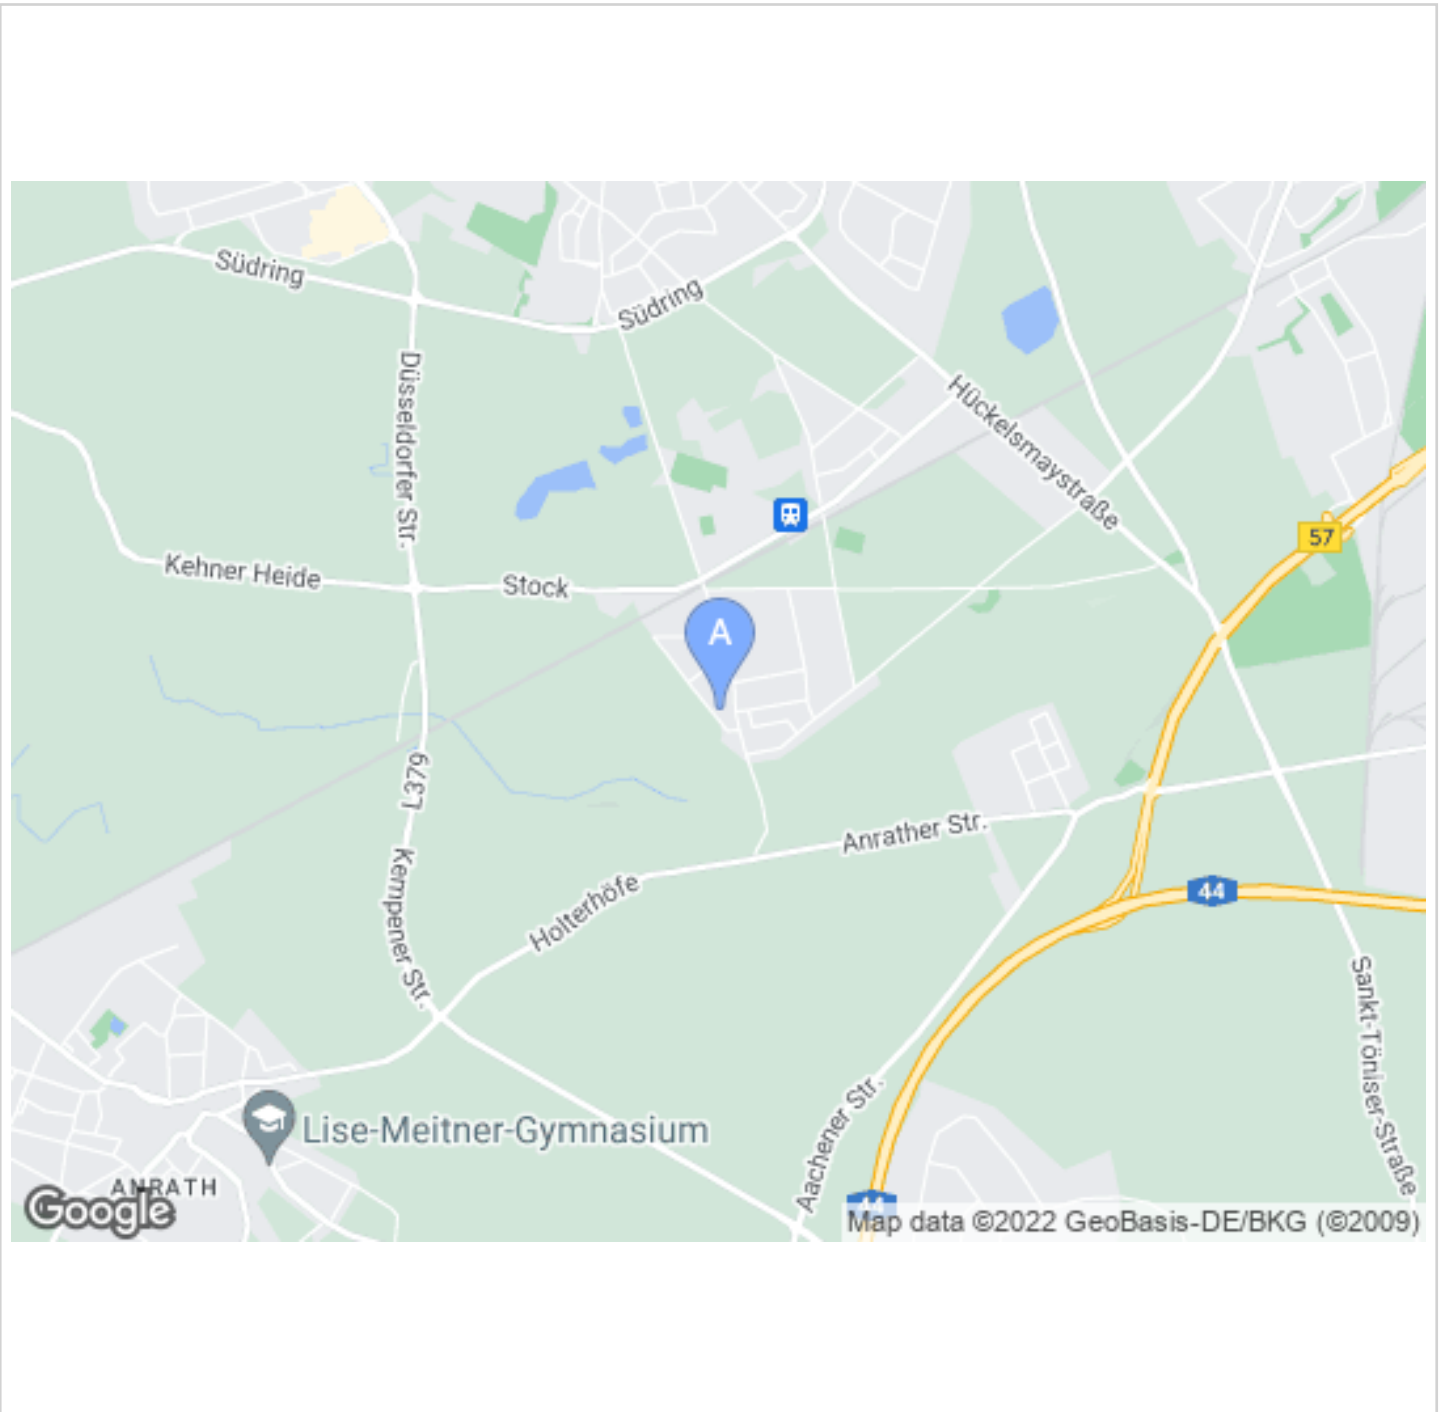 Südring
Südring
Düsseldorfer Str.
Hückelsmaystraße
57
Kehner Heide
Stock
A
L379
Anrather Str.
Kempener Str.
Holterhöfe
44
Sankt-Töniser-Straße
Aachener Str.
Lise-Meitner-Gymnasium
ANRATH
Google
44
Map data ©2022 GeoBasis-DE/BKG (©2009)